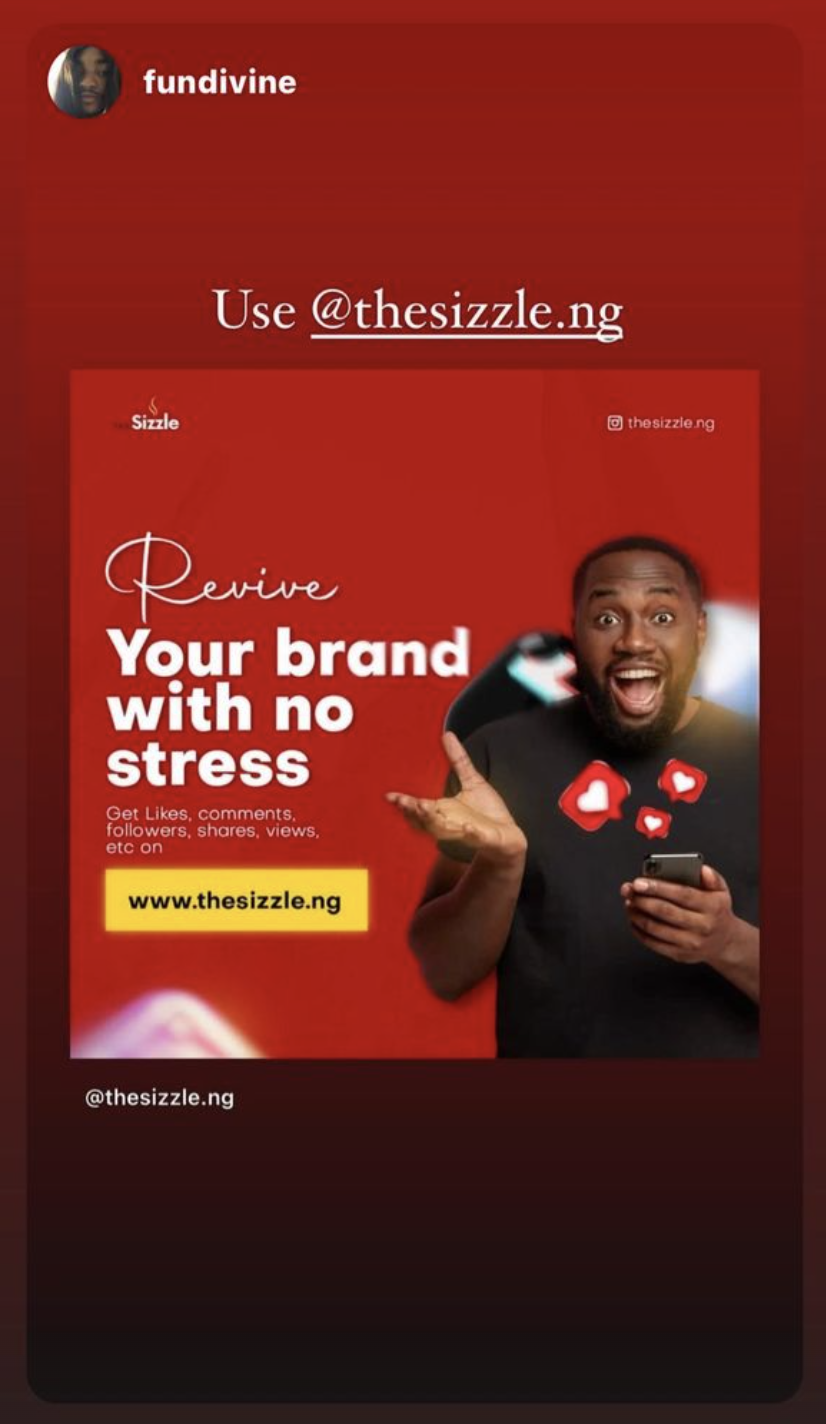 fundivine
Use @thesizzle.ng
Sizzle
thesizzle.ng
Revive
Your brand
with no
stress
Get Likes, comments,
followers, shares, views,
etc on
www.thesizzle.ng
@thesizzle.ng